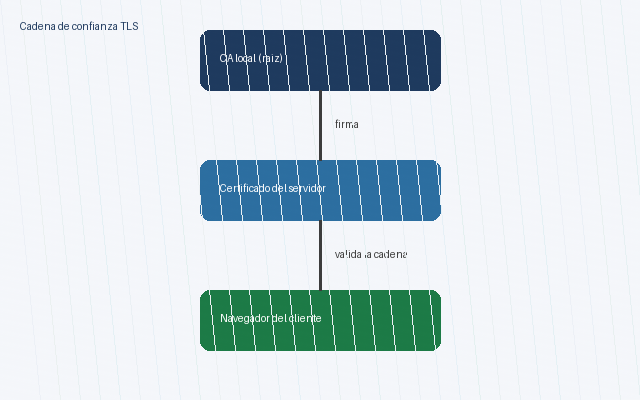 Cadena de confianza TLS
CA local (raíz)
firma
Certificado del servidor
valida la cadena
Navegador del cliente